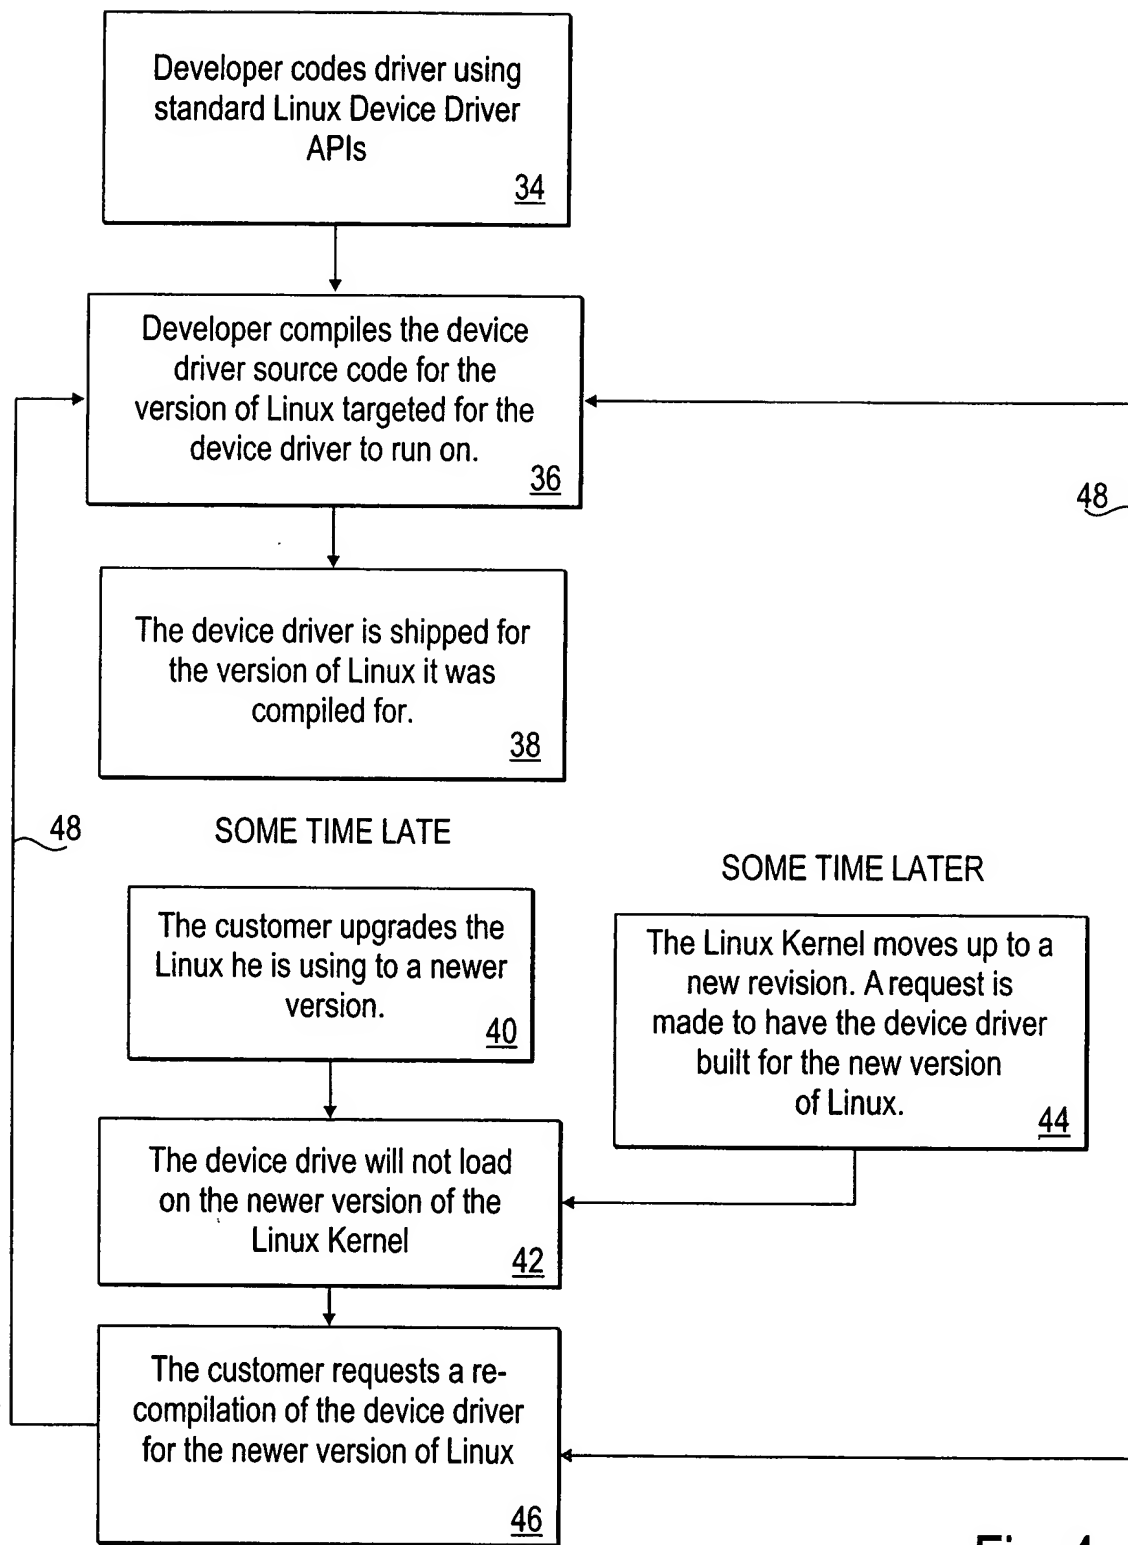 Developer codes driver using
standard Linux Device Driver
APIs
34
Developer compiles the device
driver source code for the
version of Linux targeted for the
device driver to run on.
36
48
The device driver is shipped for
the version of Linux it was
compiled for.
38
48
SOME TIME LATE
SOME TIME LATER
The customer upgrades the
Linux he is using to a newer
version.
40
The Linux Kernel moves up to a
new revision. A request is
made to have the device driver
built for the new version
of Linux.
44
The device drive will not load
on the newer version of the
Linux Kernel
42
The customer requests a re-
compilation of the device driver
for the newer version of Linux
46